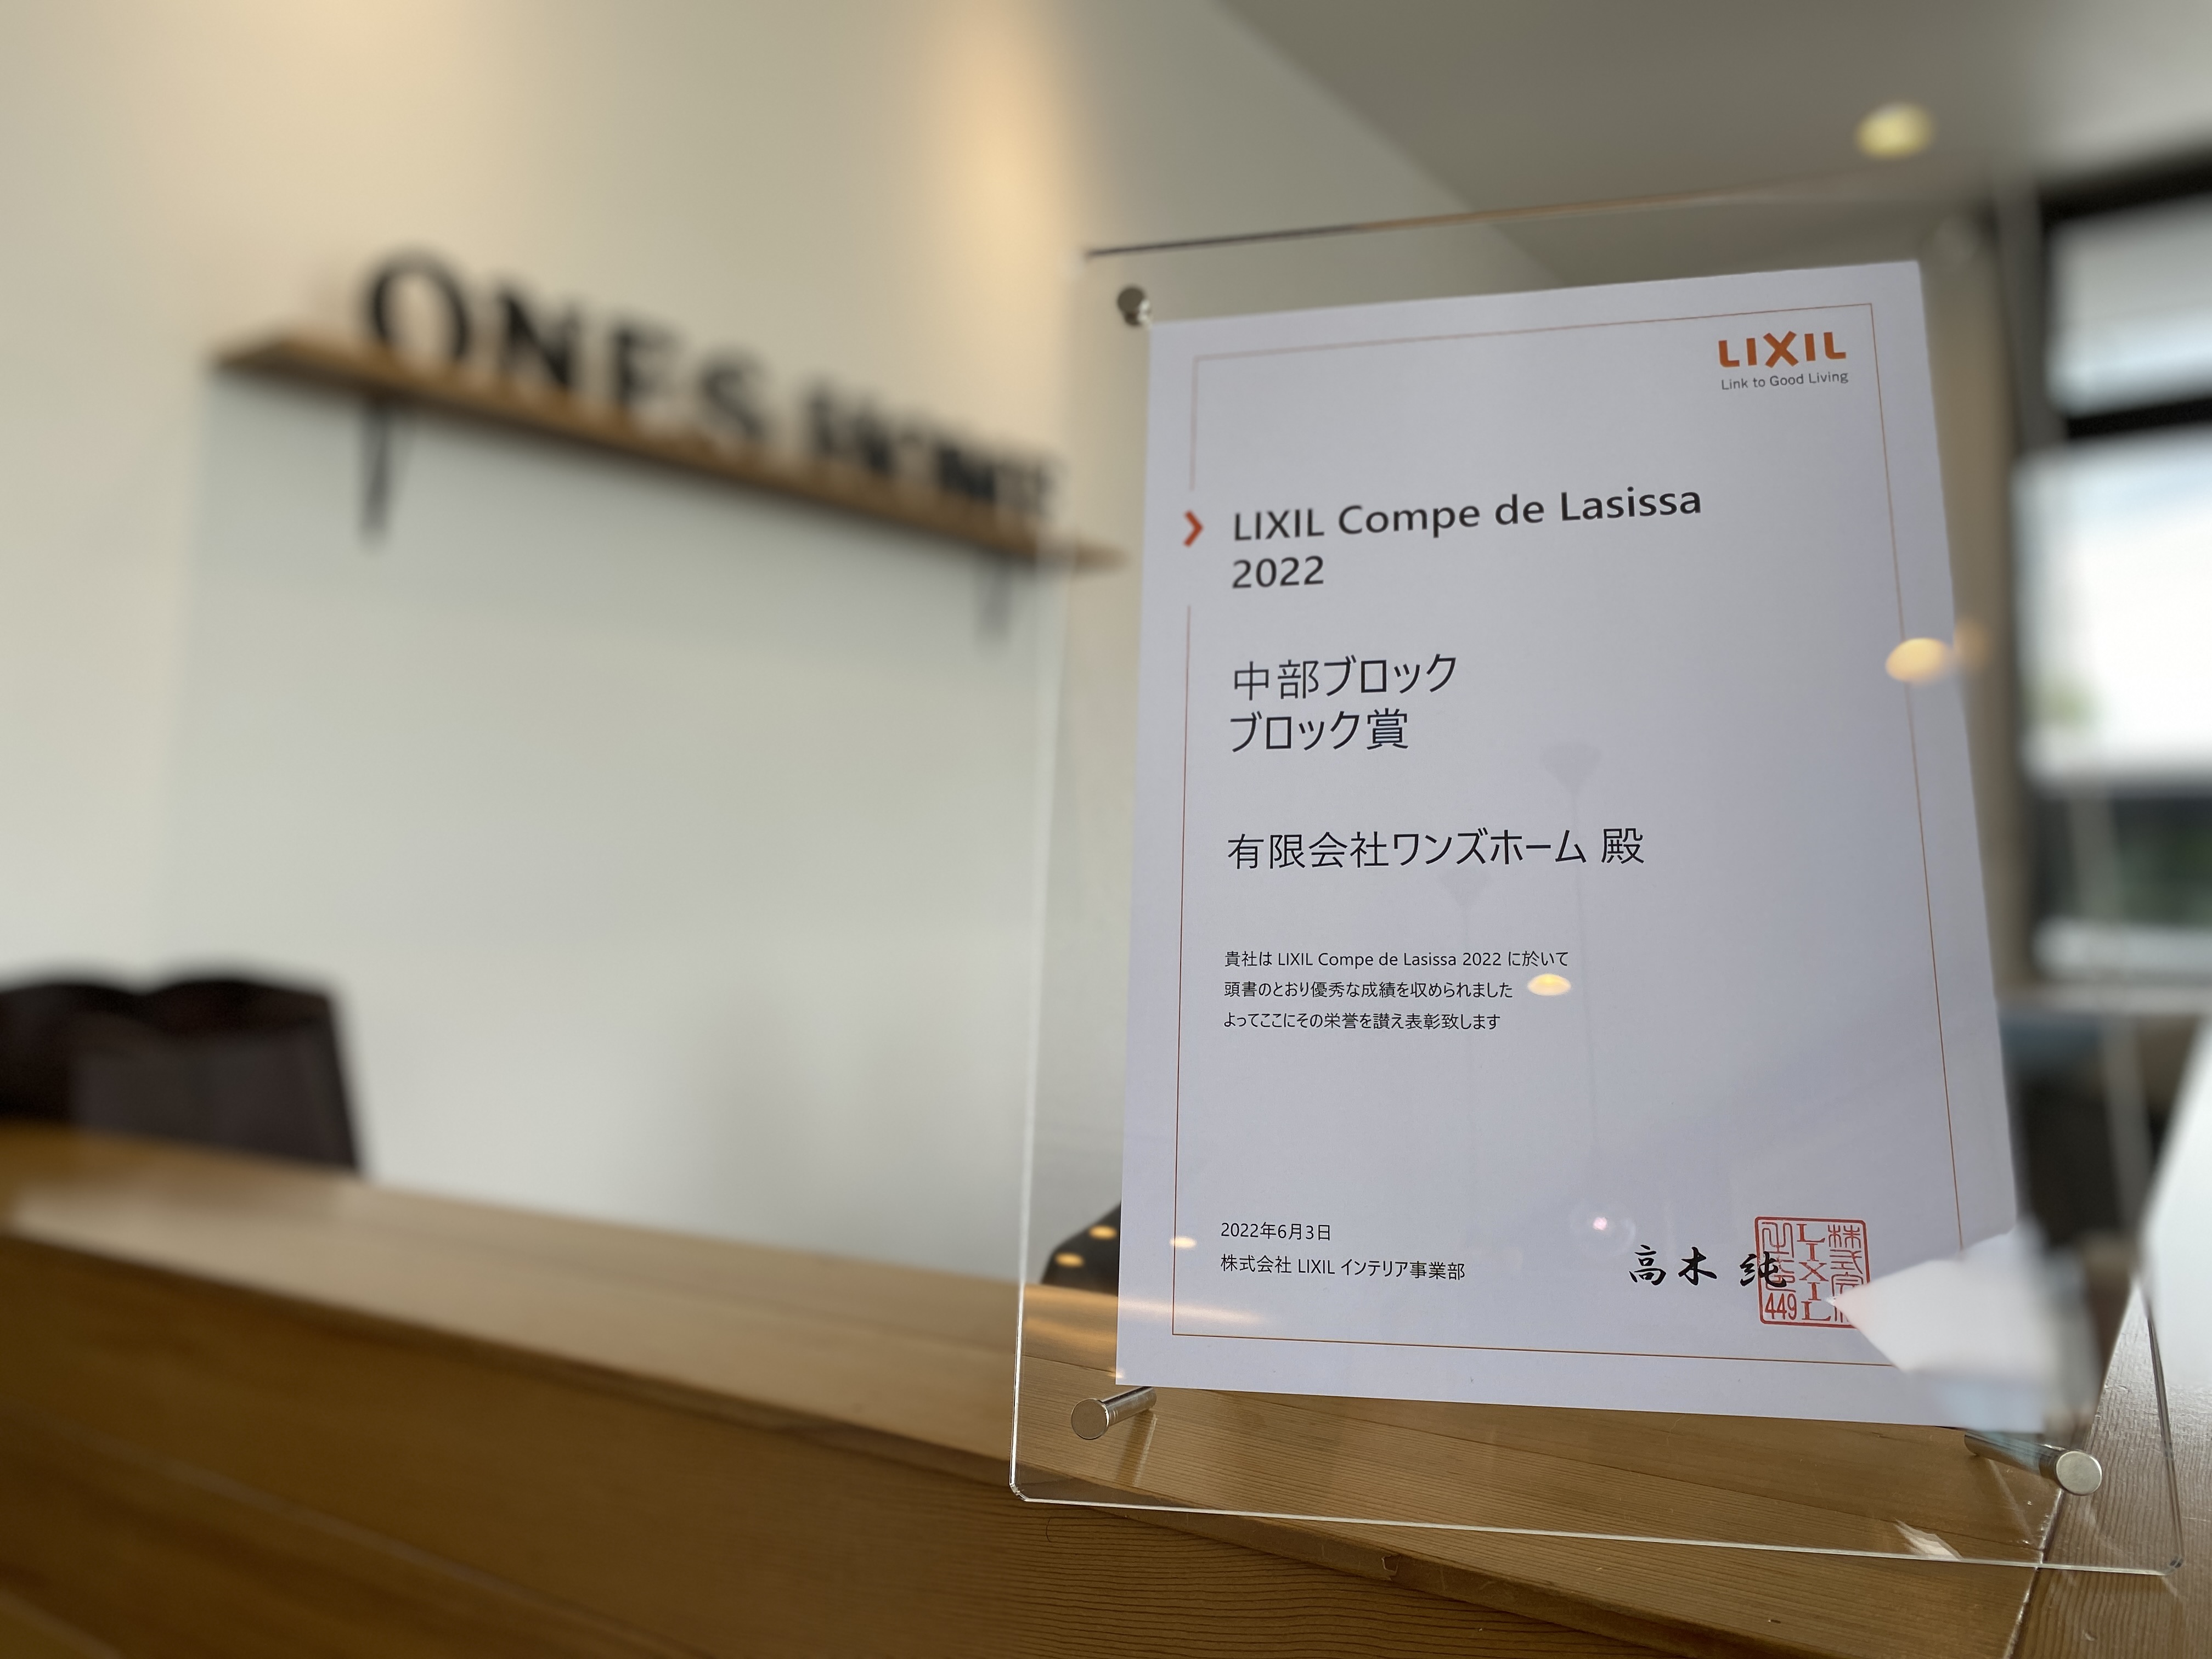 ONES HOME
LIXIL
Link to Good Living
LIXIL Compe de Lasissa
2022
中部ブロック
ブロック賞
有限会社ワンズホーム 殿
貴社は LIXIL Compe de Lasissa 2022 に於いて
頭書のとおり優秀な成績を収められました
よってここにその栄誉を讃え表彰致します
2022年6月3日
株式会社 LIXIL インテリア事業部
高木 純
LIXIL
449